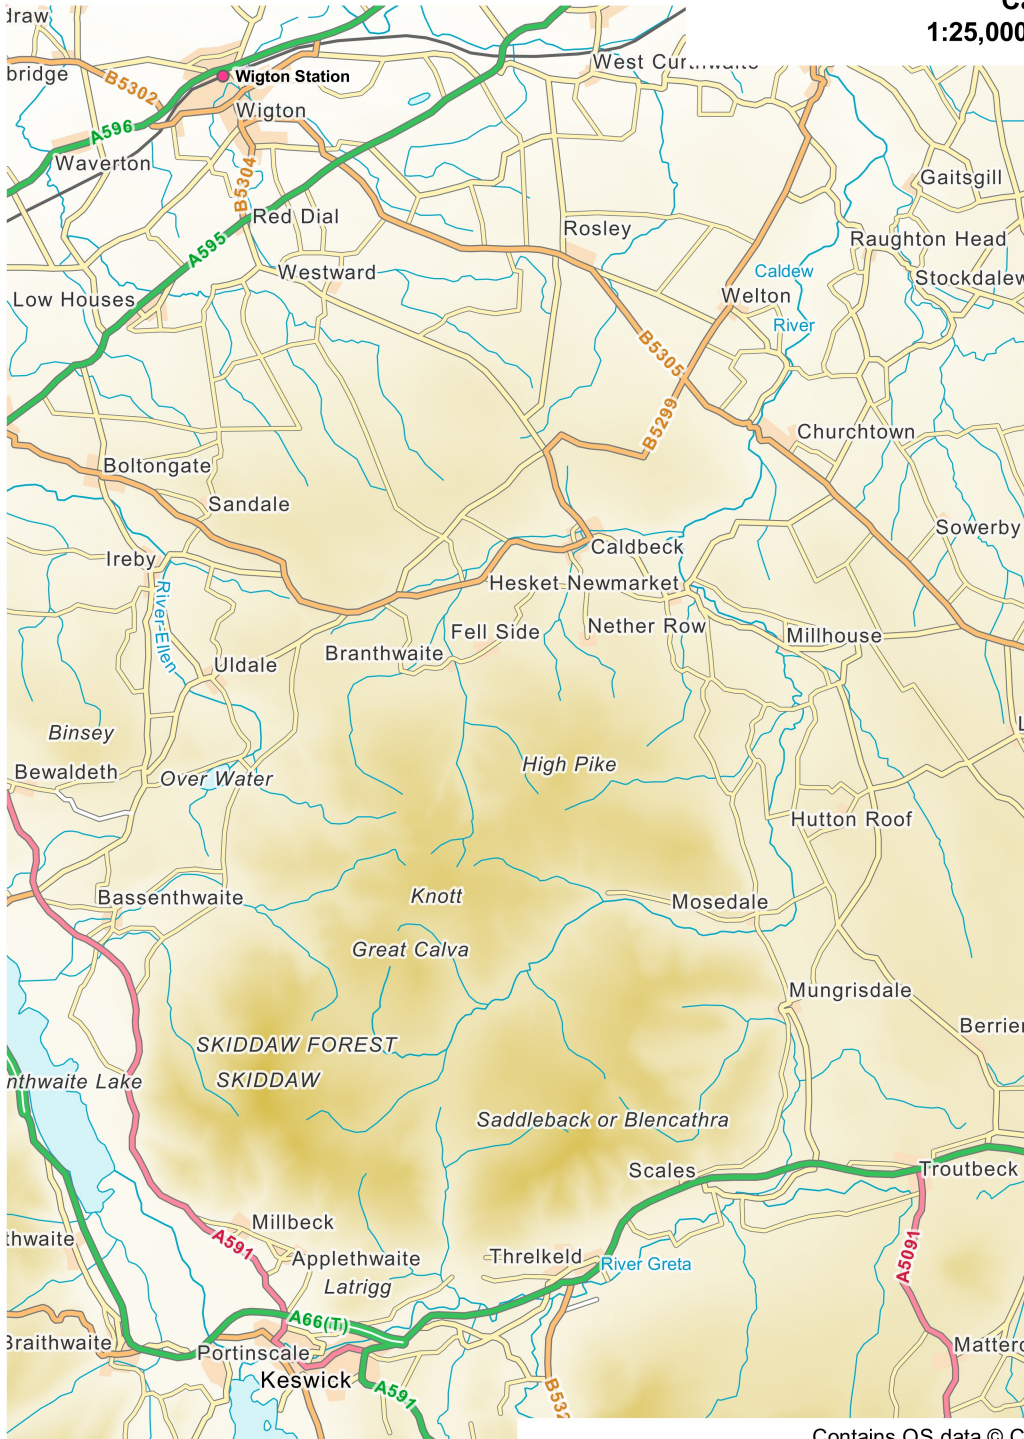 1:25,000
draw
bridge
B5302
Wigton Station
West Curthwaite
Wigton
A596
Waverton
B5304
Gaitsgill
Red Dial
Rosley
A595
Raughton Head
Westward
Caldew
Stockdalew
Low Houses
Welton
River
B5305
B5299
Churchtown
Boltongate
Sandale
Sowerby
Ireby
Caldbeck
Hesket Newmarket
River-Ellen
Fell Side
Nether Row
Millhouse
Branthwaite
Uldale
Binsey
High Pike
Bewaldeth
Over Water
Hutton Roof
Bassenthwaite
Knott
Mosedale
Great Calva
Mungrisdale
Berrier
SKIDDAW FOREST
nthwaite Lake
SKIDDAW
Saddleback or Blencathra
Scales
Troutbeck
Millbeck
thwaite
A591
Applethwaite
Threlkeld
River Greta
A5091
Latrigg
A66(T)
Braithwaite
Portinscale
Matterd
Keswick
A591
B532
Contains OS data © C